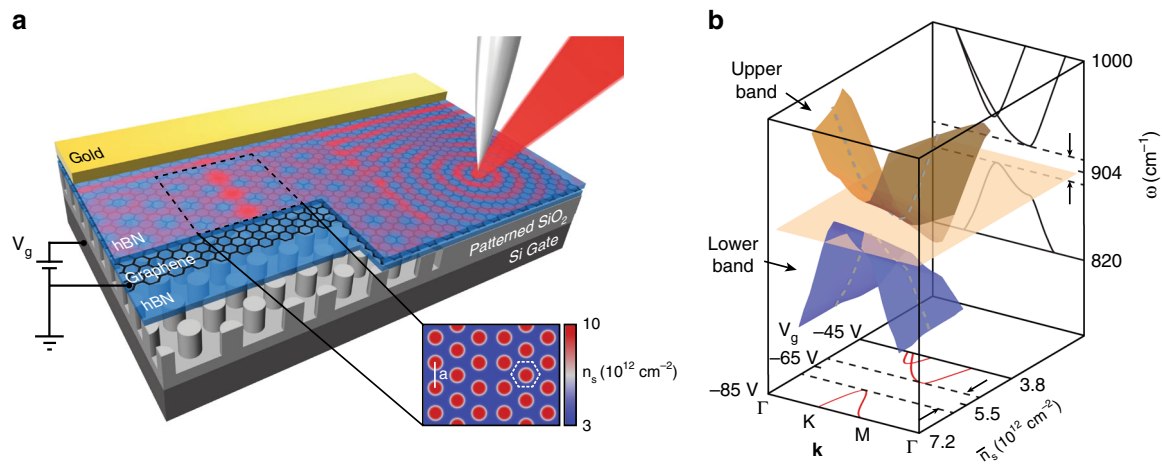 a
Gold
hBN
Graphene
hBN
Patterned SiO₂
Si Gate
V_g
a
10
n_s (10¹² cm⁻²)
3
b
Upper
band
Lower
band
1000
904
820
ω (cm⁻¹)
V_g
−45 V
−65 V
−85 V
Γ
K
M
Γ
k
3.8
5.5
7.2
n̅_s (10¹² cm⁻²)